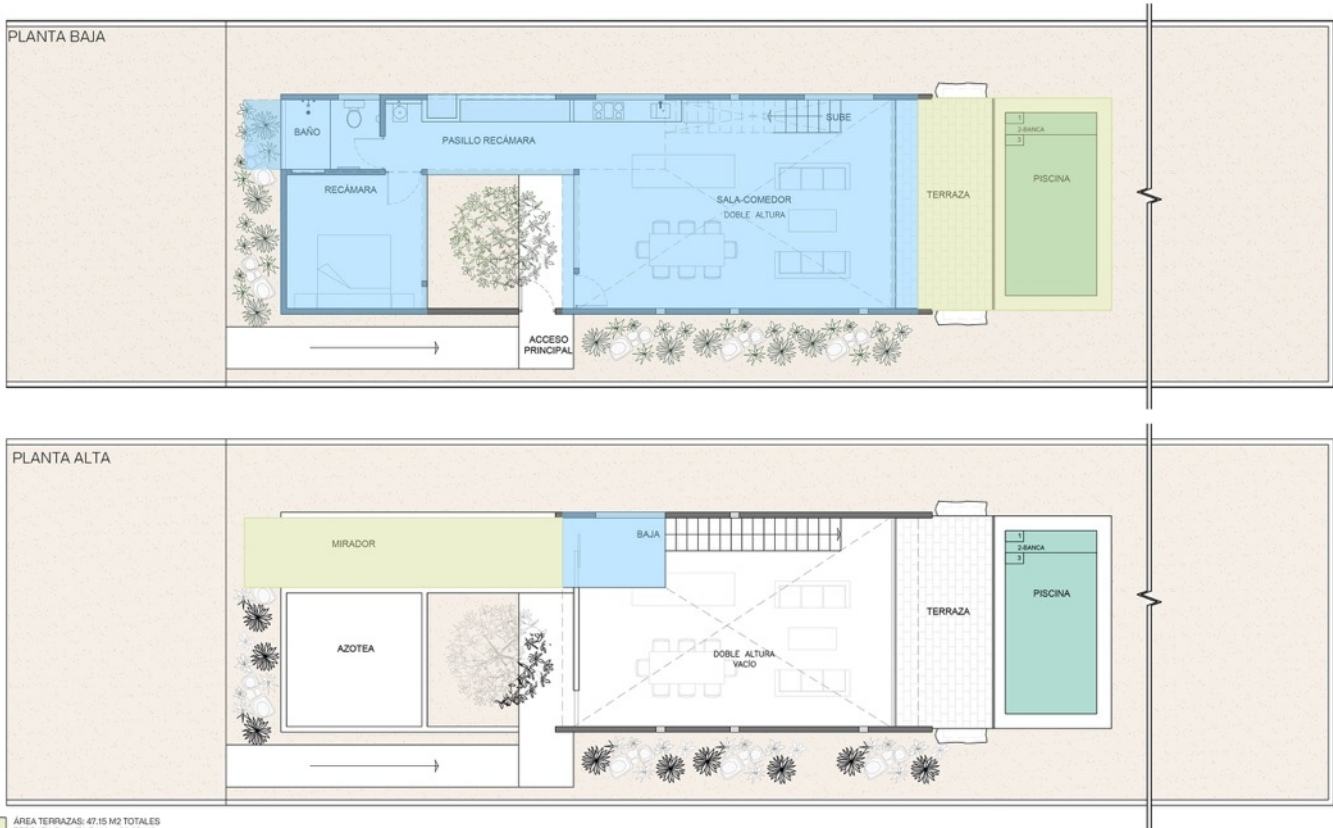 PLANTA BAJA
BAÑO
PASILLO RECÁMARA
SUBE
RECÁMARA
SALA-COMEDOR
DOBLE ALTURA
TERRAZA
1
2-BANCA
3
PISCINA
ACCESO
PRINCIPAL
PLANTA ALTA
MIRADOR
BAJA
1
2-BANCA
3
PISCINA
AZOTEA
TERRAZA
DOBLE ALTURA
VACÍO
ÁREA TERRAZAS: 47.15 M2 TOTALES